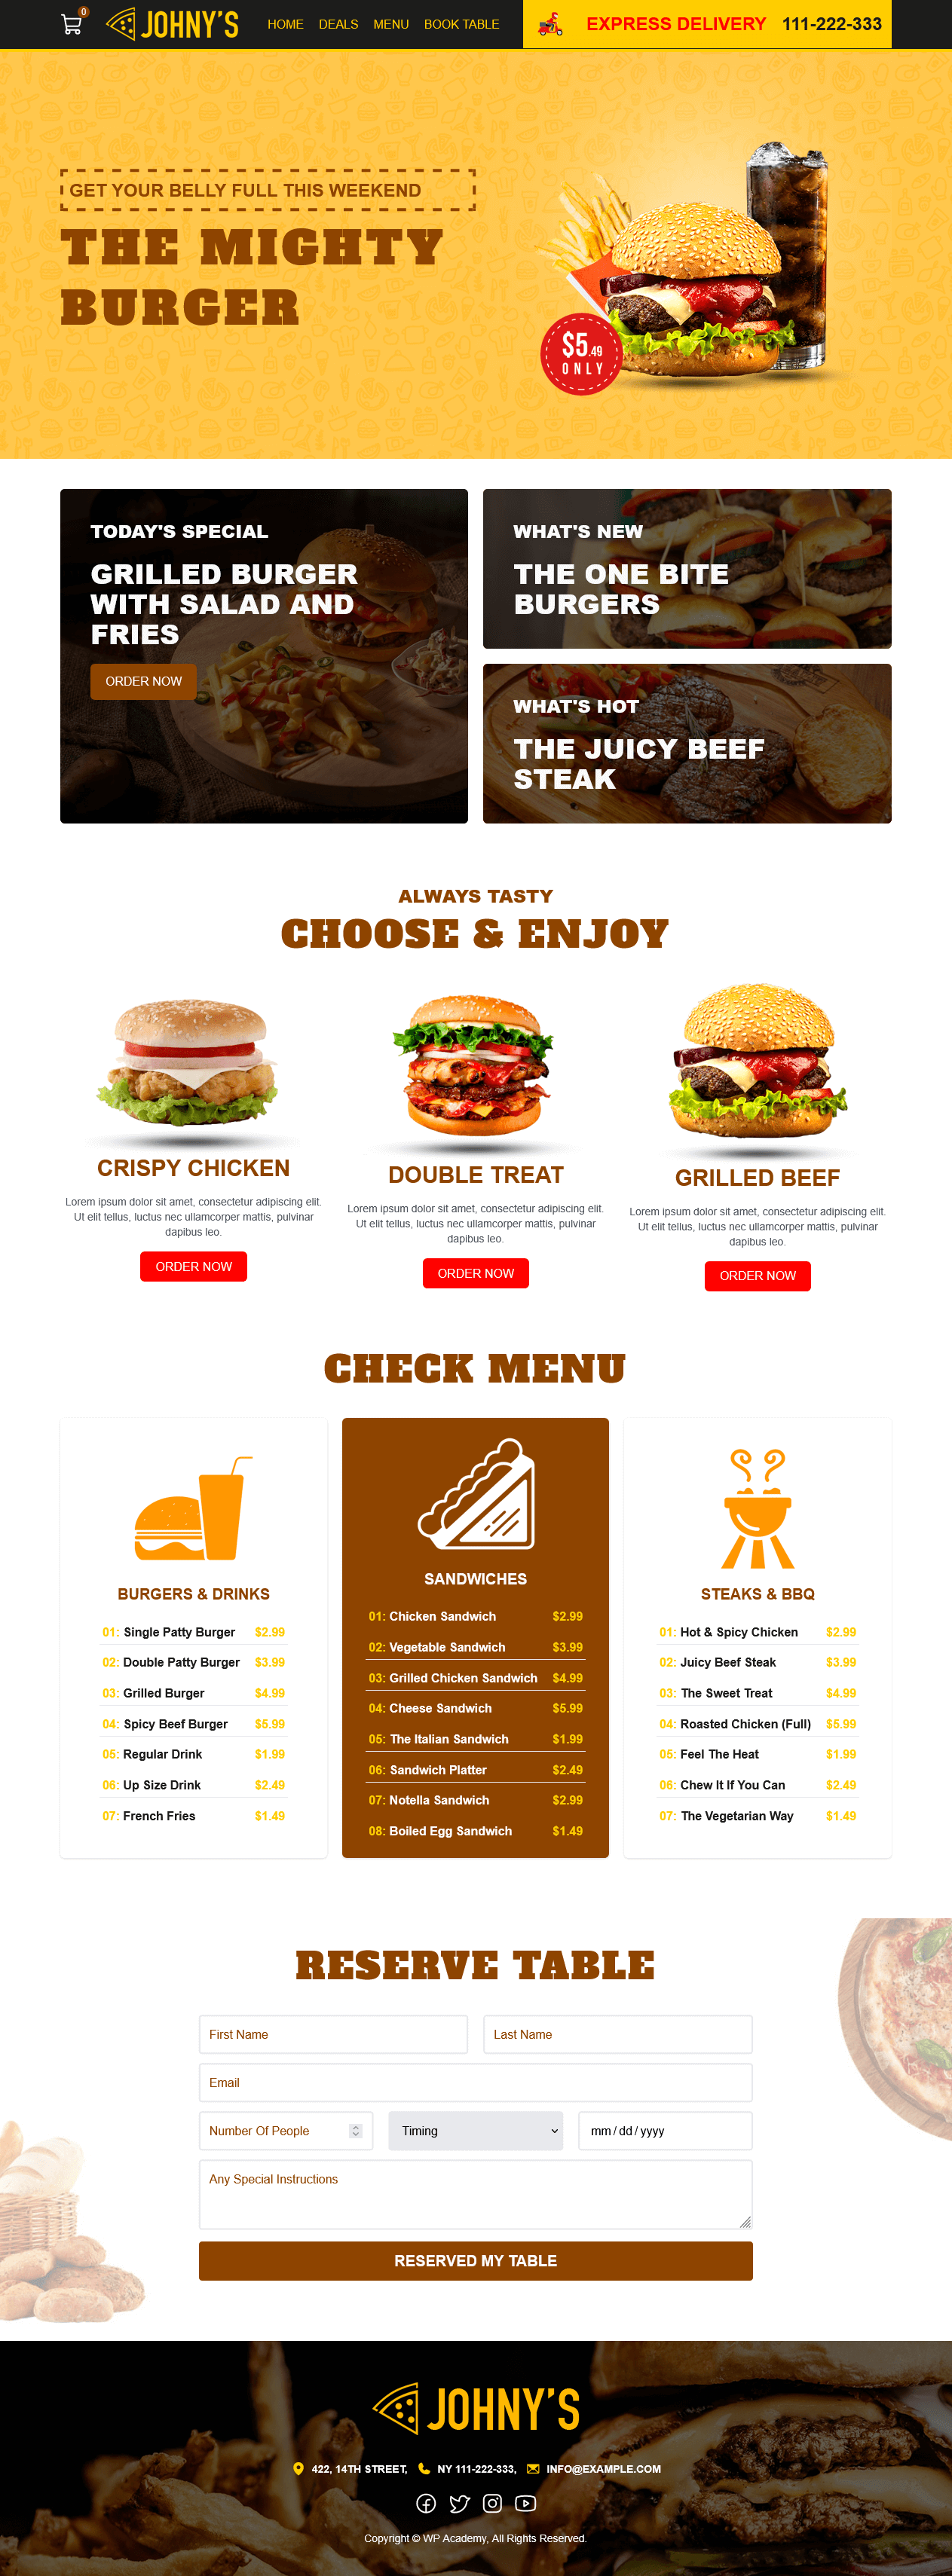 0
JOHNY'S
HOME DEALS MENU BOOK TABLE
EXPRESS DELIVERY 111-222-333
GET YOUR BELLY FULL THIS WEEKEND
THE MIGHTY
BURGER
$5.49
ONLY
TODAY'S SPECIAL
GRILLED BURGER
WITH SALAD AND
FRIES
ORDER NOW
WHAT'S NEW
THE ONE BITE
BURGERS
WHAT'S HOT
THE JUICY BEEF
STEAK
ALWAYS TASTY
CHOOSE & ENJOY
CRISPY CHICKEN
Lorem ipsum dolor sit amet, consectetur adipiscing elit.
Ut elit tellus, luctus nec ullamcorper mattis, pulvinar
dapibus leo.
ORDER NOW
DOUBLE TREAT
Lorem ipsum dolor sit amet, consectetur adipiscing elit.
Ut elit tellus, luctus nec ullamcorper mattis, pulvinar
dapibus leo.
ORDER NOW
GRILLED BEEF
Lorem ipsum dolor sit amet, consectetur adipiscing elit.
Ut elit tellus, luctus nec ullamcorper mattis, pulvinar
dapibus leo.
ORDER NOW
CHECK MENU
BURGERS & DRINKS
01: Single Patty Burger $2.99
02: Double Patty Burger $3.99
03: Grilled Burger $4.99
04: Spicy Beef Burger $5.99
05: Regular Drink $1.99
06: Up Size Drink $2.49
07: French Fries $1.49
SANDWICHES
01: Chicken Sandwich $2.99
02: Vegetable Sandwich $3.99
03: Grilled Chicken Sandwich $4.99
04: Cheese Sandwich $5.99
05: The Italian Sandwich $1.99
06: Sandwich Platter $2.49
07: Notella Sandwich $2.99
08: Boiled Egg Sandwich $1.49
STEAKS & BBQ
01: Hot & Spicy Chicken $2.99
02: Juicy Beef Steak $3.99
03: The Sweet Treat $4.99
04: Roasted Chicken (Full) $5.99
05: Feel The Heat $1.99
06: Chew It If You Can $2.49
07: The Vegetarian Way $1.49
RESERVE TABLE
First Name
Last Name
Email
Number Of People
Timing
mm/dd/yyyy
Any Special Instructions
RESERVED MY TABLE
JOHNY'S
422, 14TH STREET, NY 111-222-333, INFO@EXAMPLE.COM
Copyright © WP Academy, All Rights Reserved.